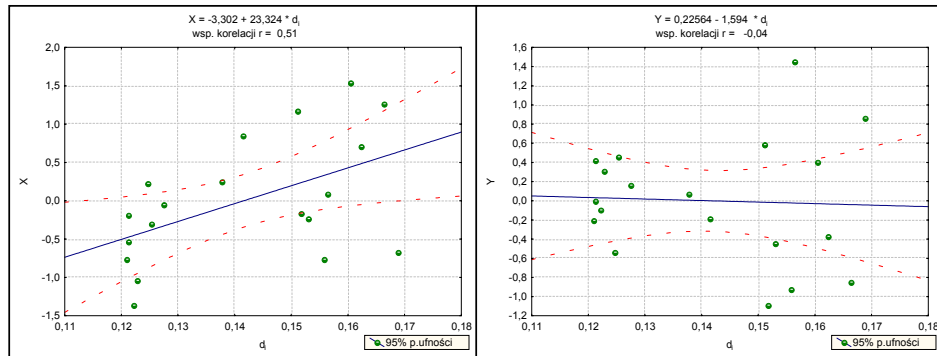 X = -3,302 + 23,324 * di
wsp. korelacji r = 0,51
2,0
1,5
1,0
0,5
0,0
-0,5
-1,0
-1,5
X
0,11 0,12 0,13 0,14 0,15 0,16 0,17 0,18
di
95% p.ufności
Y = 0,22564 - 1,594 * di
wsp. korelacji r = -0,04
1,6
1,4
1,2
1,0
0,8
0,6
0,4
0,2
0,0
-0,2
-0,4
-0,6
-0,8
-1,0
-1,2
Y
0,11 0,12 0,13 0,14 0,15 0,16 0,17 0,18
di
95% p.ufności